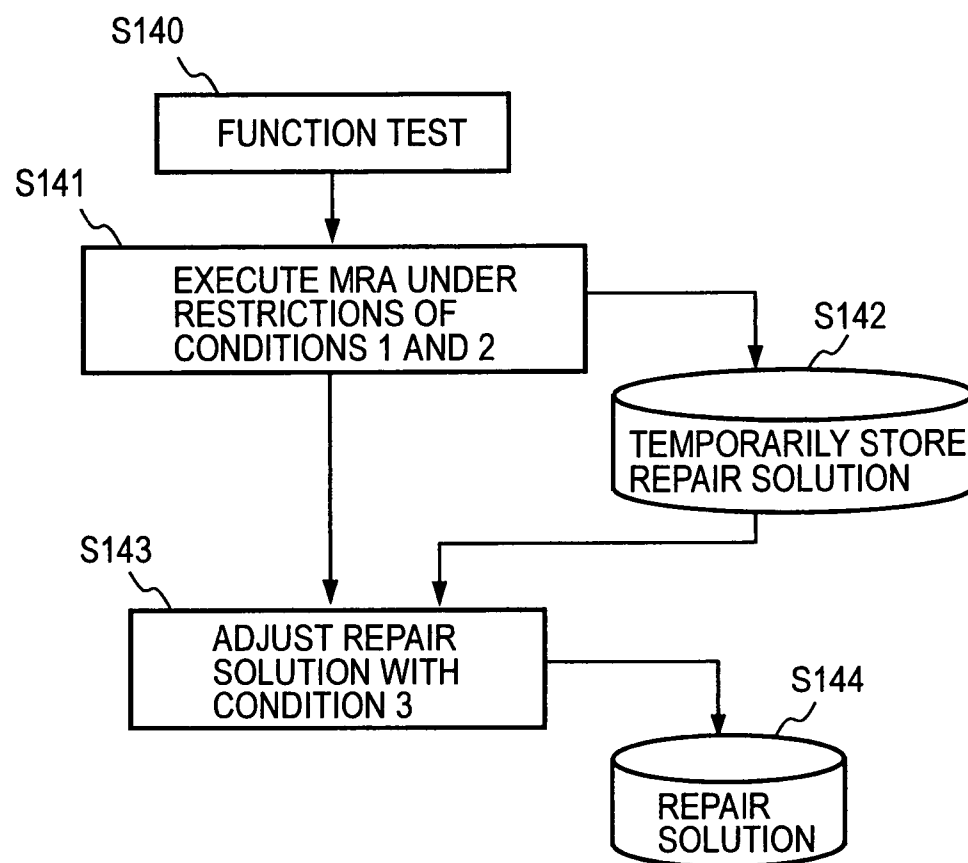 S140
FUNCTION TEST
S141
EXECUTE MRA UNDER
RESTRICTIONS OF
CONDITIONS 1 AND 2
S142
TEMPORARILY STORE
REPAIR SOLUTION
S143
ADJUST REPAIR
SOLUTION WITH
CONDITION 3
S144
REPAIR
SOLUTION